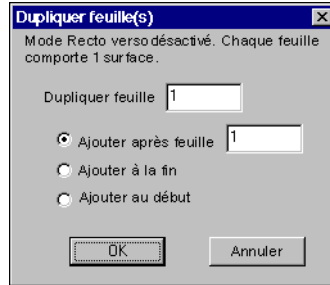 Dupliquer feuille(s)
Mode Recto verso désactivé. Chaque feuille
comporte 1 surface.
Dupliquer feuille 1
Ajouter après feuille 1
Ajouter à la fin
Ajouter au début
OK Annuler